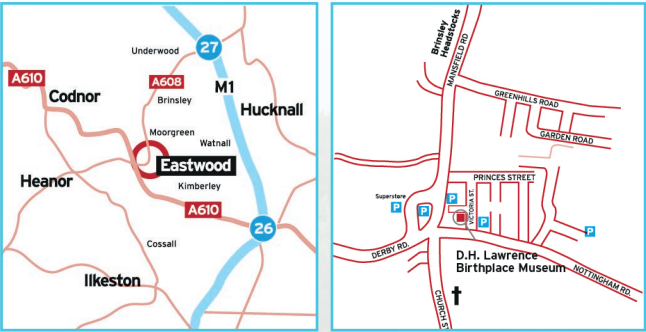 Underwood
27
A610
A608
M1
Codnor
Brinsley
Hucknall
Moorgreen
Watnall
Eastwood
Heanor
Kimberley
A610
26
Cossall
Ilkeston
Brinsley
Headstocks
MANSFIELD RD
GREENHILLS ROAD
GARDEN ROAD
PRINCES STREET
Superstore
P
P
P
VICTORIA ST.
P
P
DERBY RD.
D.H. Lawrence
Birthplace Museum
NOTTINGHAM RD.
CHURCH ST